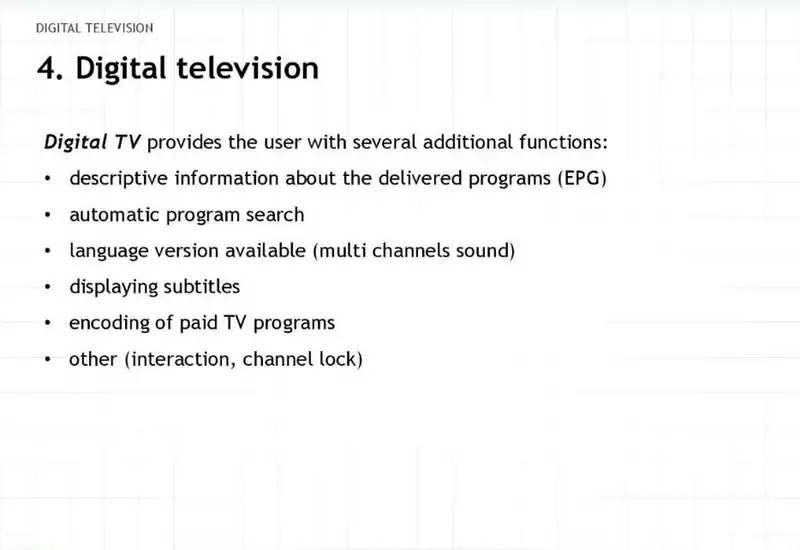 DIGITAL TELEVISION
4. Digital television
Digital TV provides the user with several additional functions:
• descriptive information about the delivered programs (EPG)
• automatic program search
• language version available (multi channels sound)
• displaying subtitles
• encoding of paid TV programs
• other (interaction, channel lock)